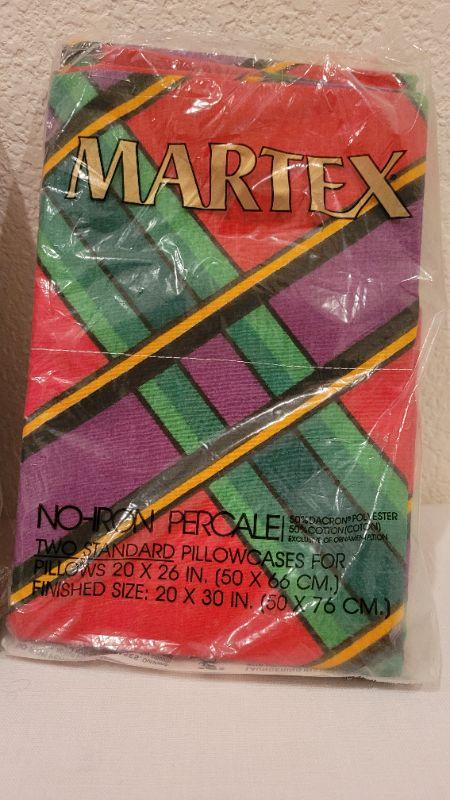 MARTEX
NO-IRON PERCALE
50% DACRON® POLYESTER
50% COTTON (COTON)
EXCLUSIVE OF ORNAMENTATION
TWO STANDARD PILLOWCASES FOR
PILLOWS 20 X 26 IN. (50 X 66 CM.)
FINISHED SIZE: 20 X 30 IN. (50 X 76 CM.)